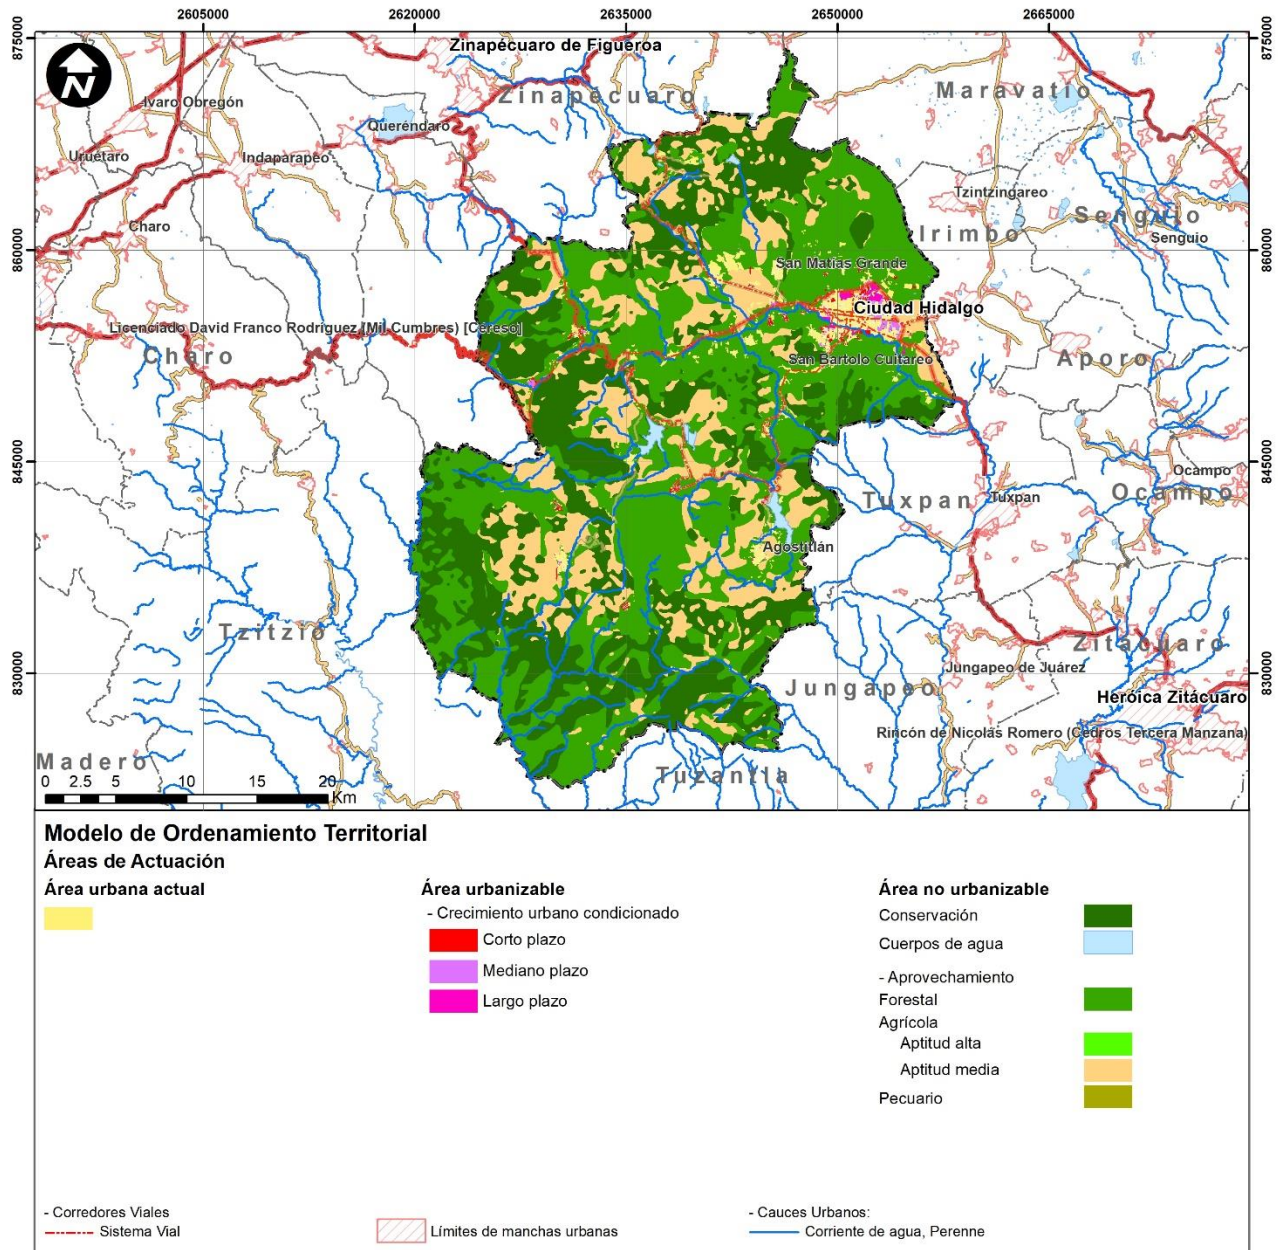 2605000 2620000 2635000 2650000 2665000
875000 875000
Zinapécuaro de Figueroa
N
Zinapécuaro
Maravatío
Ivaro Obregón
Queréndaro
Uruétaro
Indaparapeo
Tzintzingareo
Senguio
Charo
Irimbo
Senguio
860000 860000
San Matías Grande
Ciudad Hidalgo
Licenciado David Franco Rodríguez [Mil Cumbres] [Cereso]
Charo
San Bartolo Cuitareo
Aporo
845000 845000
Ocampo
Tuxpan
Tuxpan
Ocampo
Agostitlán
Tzitzio
Zitácuaro
Jungapeo de Juárez
830000 830000
Jungapeo
Heróica Zitácuaro
Rincón de Nicolás Romero (Cedros Tercera Manzana)
Madero
Tuzantla
0 2.5 5 10 15 20
Km
Modelo de Ordenamiento Territorial
Áreas de Actuación
Área urbana actual
Área urbanizable
- Crecimiento urbano condicionado
Corto plazo
Mediano plazo
Largo plazo
Área no urbanizable
Conservación
Cuerpos de agua
- Aprovechamiento
Forestal
Agrícola
Aptitud alta
Aptitud media
Pecuario
- Corredores Viales
Sistema Vial
Límites de manchas urbanas
- Cauces Urbanos:
Corriente de agua, Perenne